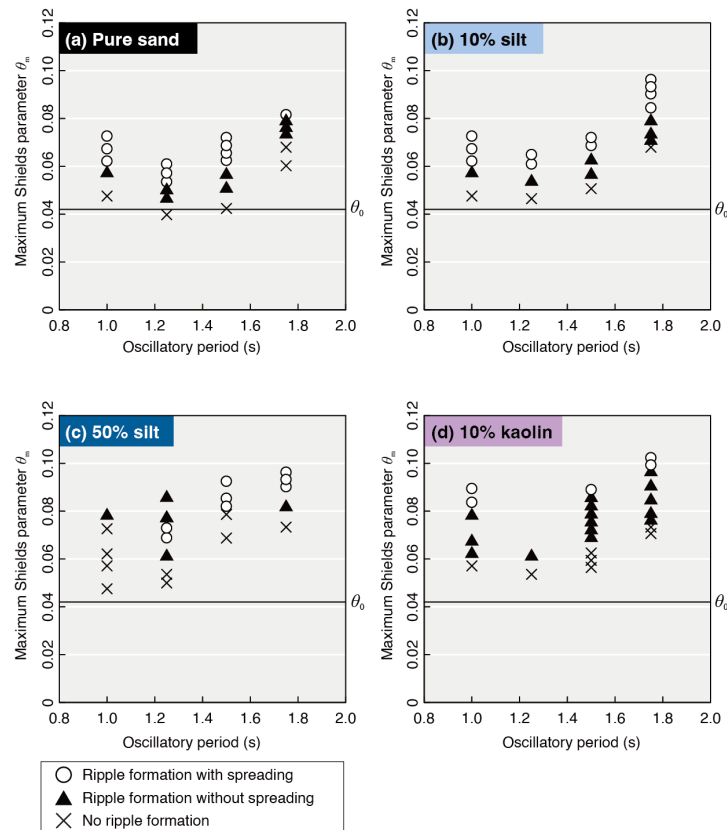 (a) Pure sand
Maximum Shields parameter θm
0.12
0.10
0.08
0.06
0.04
0.02
0
θ0
0.8 1.0 1.2 1.4 1.6 1.8 2.0
Oscillatory period (s)
(b) 10% silt
Maximum Shields parameter θm
0.12
0.10
0.08
0.06
0.04
0.02
0
θ0
0.8 1.0 1.2 1.4 1.6 1.8 2.0
Oscillatory period (s)
(c) 50% silt
Maximum Shields parameter θm
0.12
0.10
0.08
0.06
0.04
0.02
0
θ0
0.8 1.0 1.2 1.4 1.6 1.8 2.0
Oscillatory period (s)
(d) 10% kaolin
Maximum Shields parameter θm
0.12
0.10
0.08
0.06
0.04
0.02
0
θ0
0.8 1.0 1.2 1.4 1.6 1.8 2.0
Oscillatory period (s)
Ripple formation with spreading
Ripple formation without spreading
No ripple formation